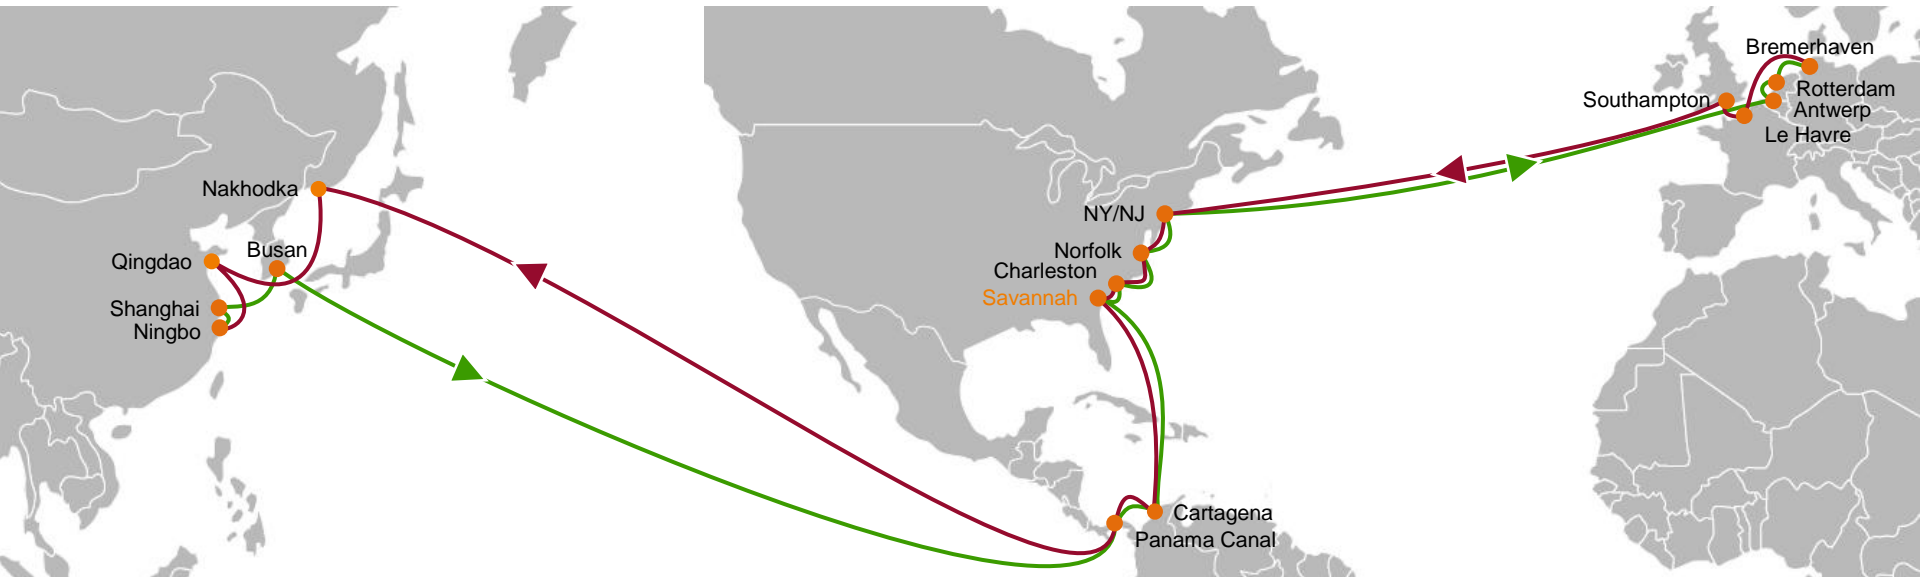 Bremerhaven
Rotterdam
Southampton
Antwerp
Le Havre
Nakhodka
NY/NJ
Busan
Norfolk
Qingdao
Charleston
Savannah
Shanghai
Ningbo
Cartagena
Panama Canal